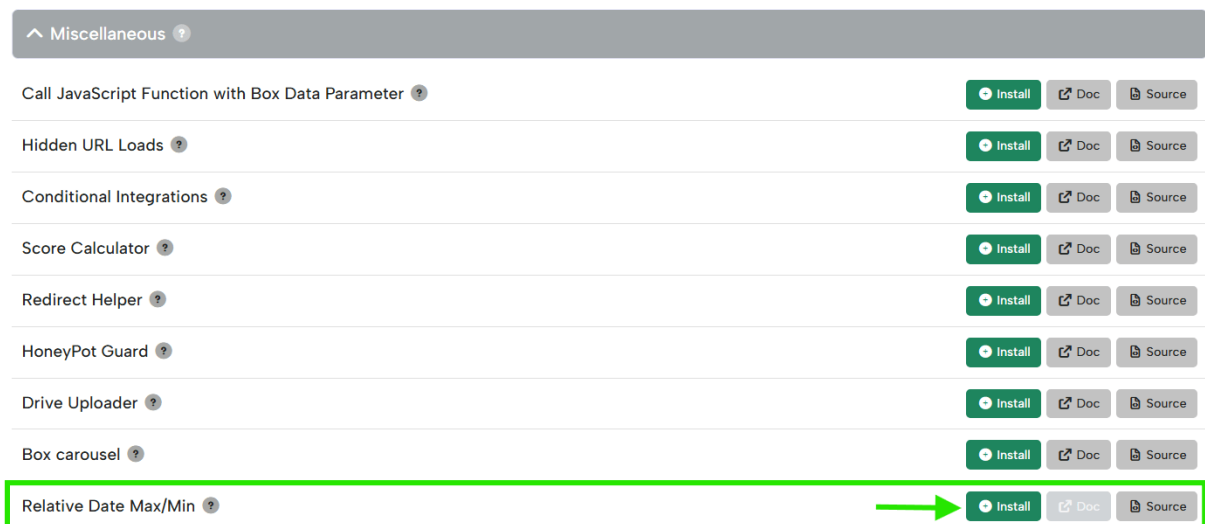 Miscellaneous ?
Call JavaScript Function with Box Data Parameter ? Install Doc Source
Hidden URL Loads ? Install Doc Source
Conditional Integrations ? Install Doc Source
Score Calculator ? Install Doc Source
Redirect Helper ? Install Doc Source
HoneyPot Guard ? Install Doc Source
Drive Uploader ? Install Doc Source
Box carousel ? Install Doc Source
Relative Date Max/Min ? Install Doc Source